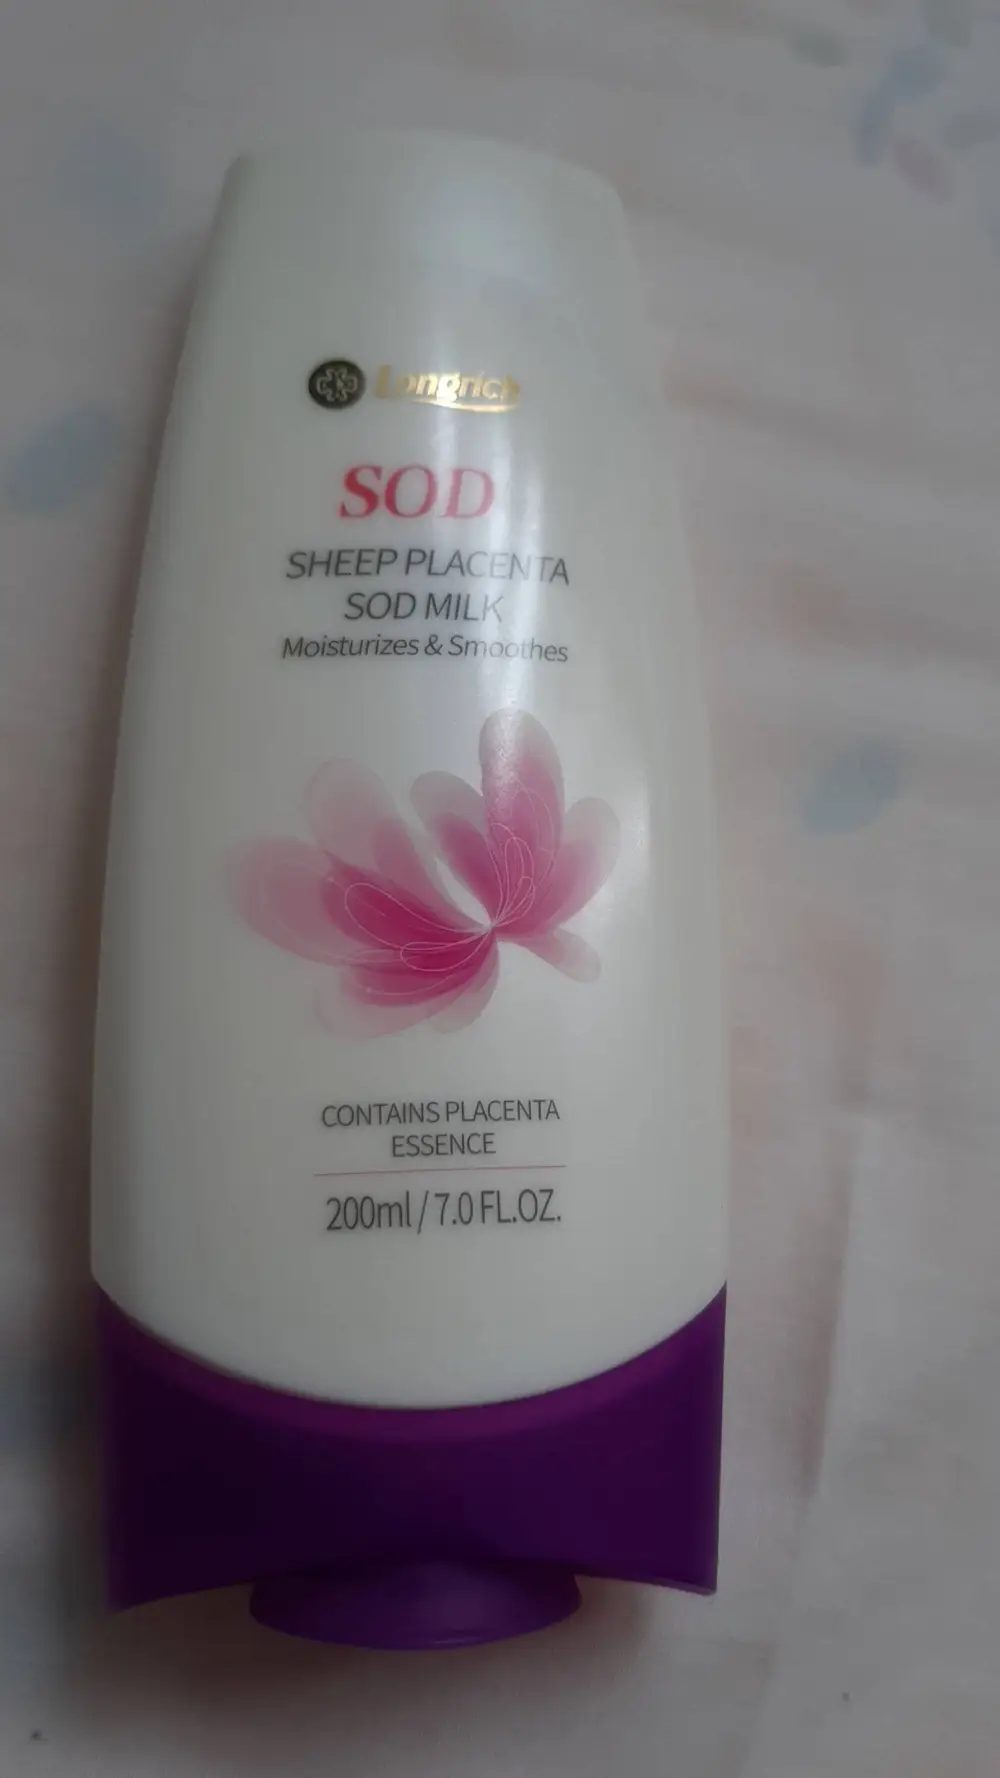 Longrich
SOD
SHEEP PLACENTA
SOD MILK
Moisturizes & Smoothes
CONTAINS PLACENTA
ESSENCE
200ml / 7.0 FL.OZ.